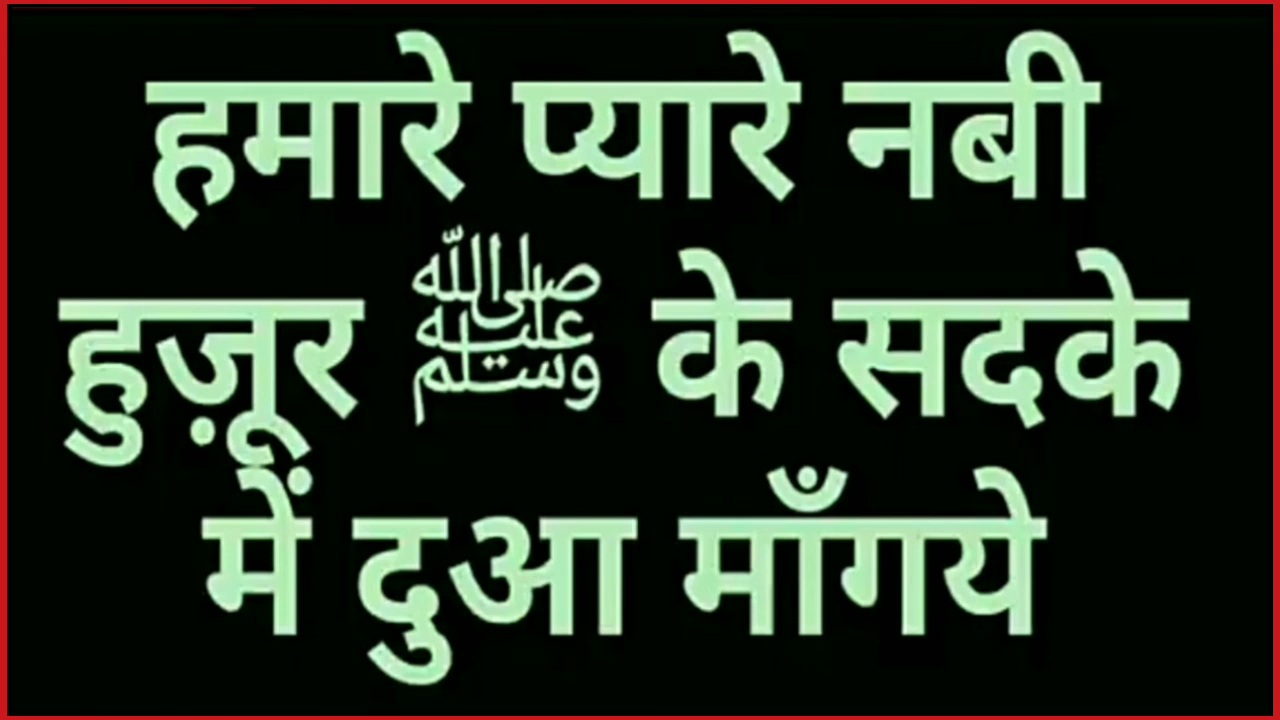 हमारे प्यारे नबी
हुज़ूर ﷺ के सदके
में दुआ माँगये